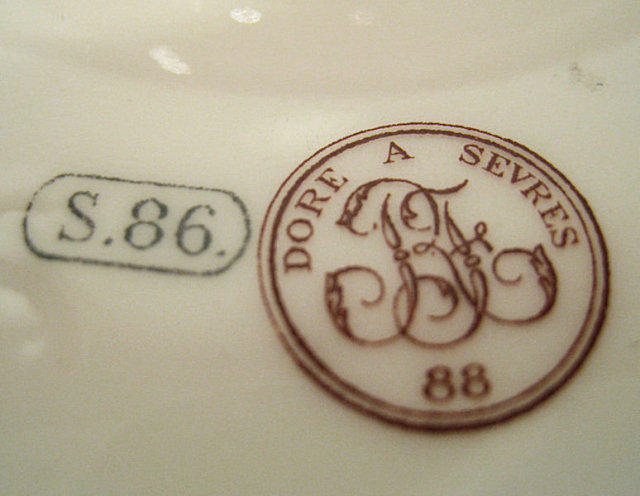 S.86.
DORE A SEVRES
RF
88